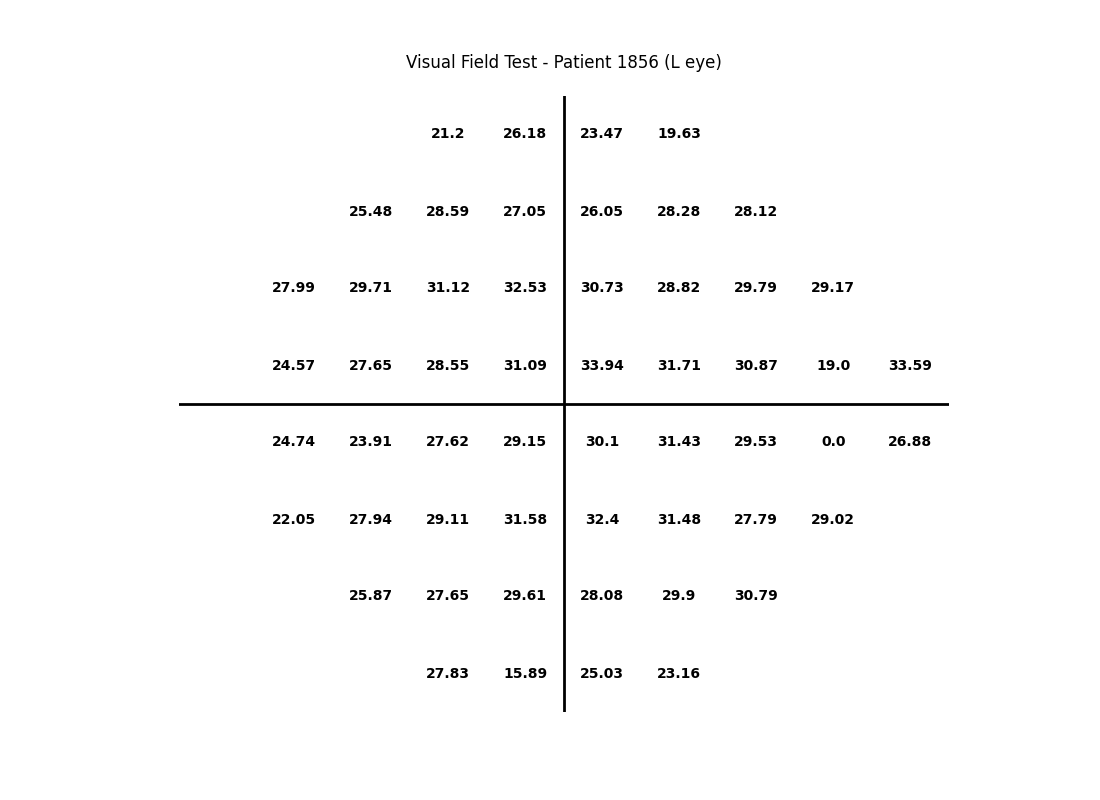 Visual Field Test - Patient 1856 (L eye)
21.2 26.18 23.47 19.63
25.48 28.59 27.05 26.05 28.28 28.12
27.99 29.71 31.12 32.53 30.73 28.82 29.79 29.17
24.57 27.65 28.55 31.09 33.94 31.71 30.87 19.0 33.59
24.74 23.91 27.62 29.15 30.1 31.43 29.53 0.0 26.88
22.05 27.94 29.11 31.58 32.4 31.48 27.79 29.02
25.87 27.65 29.61 28.08 29.9 30.79
27.83 15.89 25.03 23.16